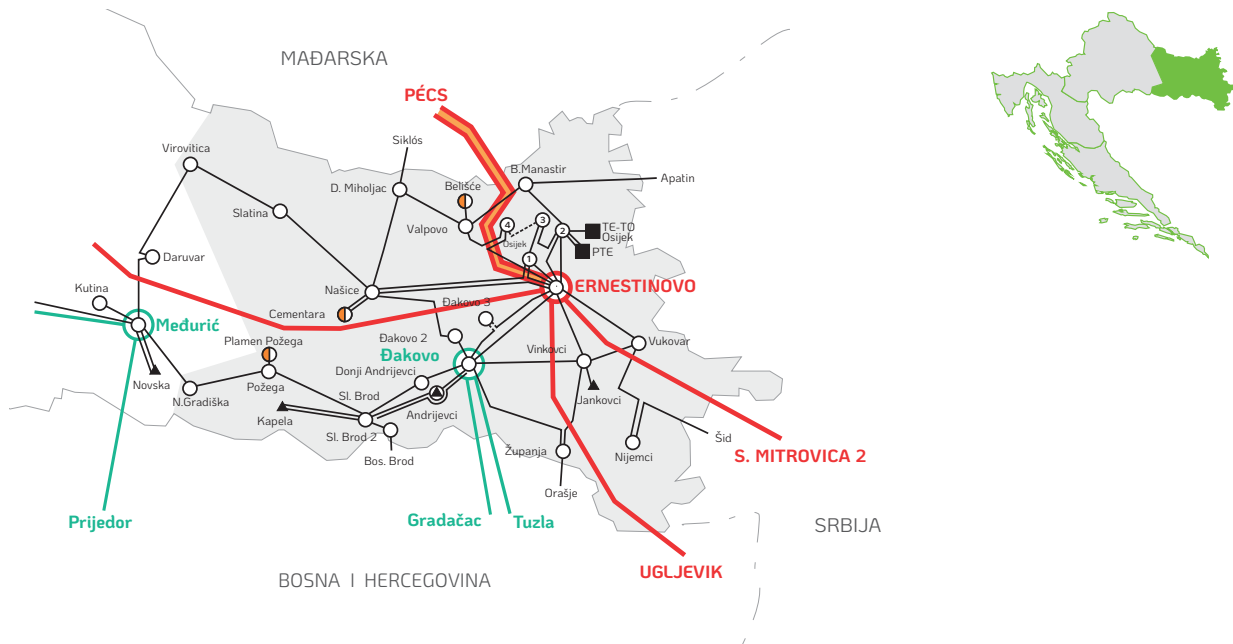 MAĐARSKA
PÉCS
Siklós
Virovitica
B.Manastir
Apatin
D. Miholjac
Belišće
Slatina
Valpovo
4
3
2
TE-TO
Osijek
Osijek
PTE
1
Daruvar
Kutina
Našice
ERNESTINOVO
Đakovo 3
Cementara
Međurić
Đakovo 2
Plamen Požega
Đakovo
Vinkovci
Vukovar
Donji Andrijevci
Novska
Požega
N.Gradiška
Sl. Brod
Kapela
Andrijevci
Jankovci
Sl. Brod 2
Šid
Bos. Brod
Županja
Nijemci
S. MITROVICA 2
Orašje
Prijedor
Gradačac
Tuzla
SRBIJA
UGLJEVIK
BOSNA I HERCEGOVINA